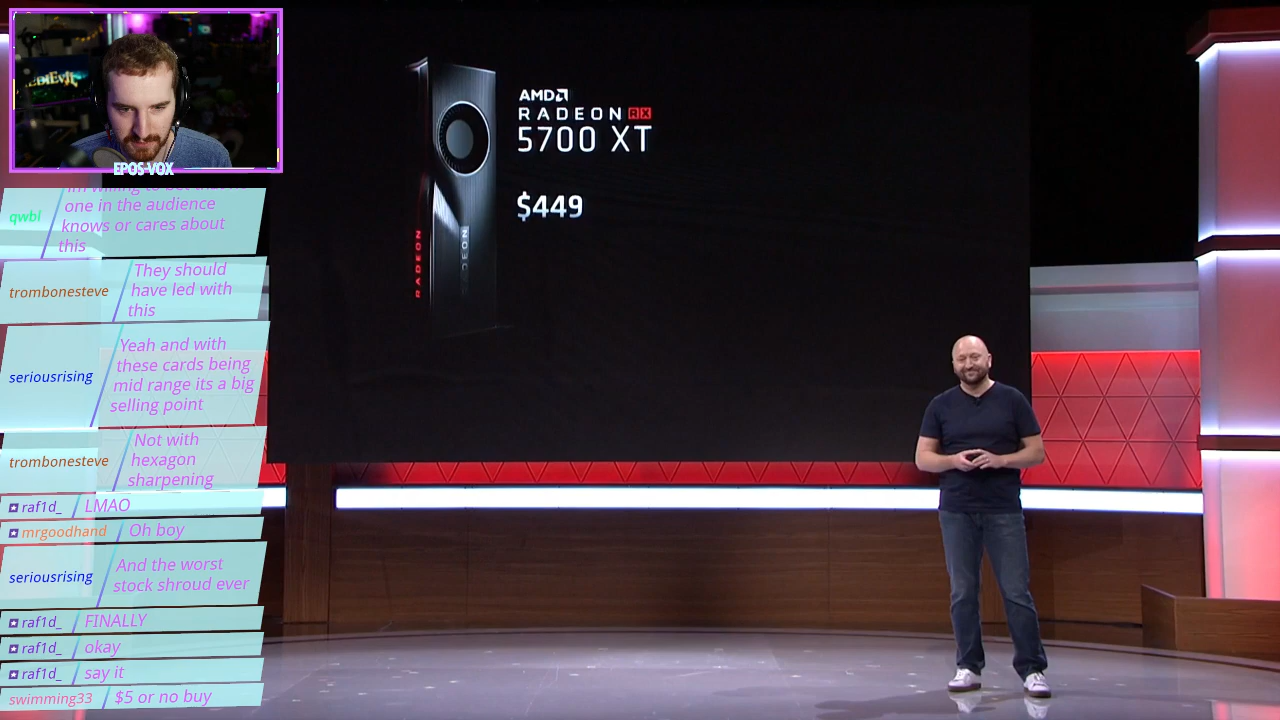 MEDIEVIL
EPOS VOX
one in the audience
qwbl
knows or cares about
this
They should
trombonesteve
have led with
this
Yeah and with
these cards being
seriousrising
mid range its a big
selling point
Not with
trombonesteve
hexagon
sharpening
raf1d_ LMAO
mrgoodhand Oh boy
And the worst
seriousrising
stock shroud ever
raf1d_ FINALLY
raf1d_ okay
raf1d_ say it
swimming33 $5 or no buy
AMD
RADEON RX
5700 XT
$449
RADEON